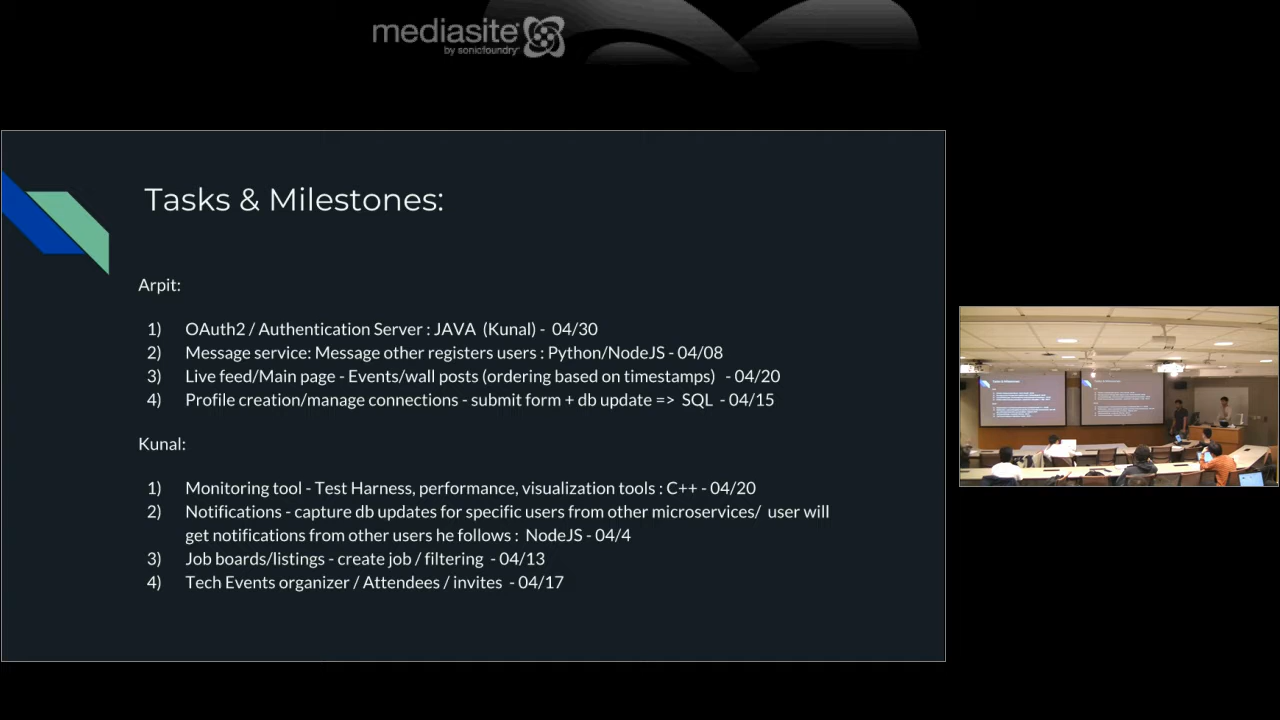 mediasite
by sonicfoundry
Tasks & Milestones:
Arpit:
1) OAuth2 / Authentication Server : JAVA (Kunal) - 04/30
2) Message service: Message other registers users : Python/NodeJS - 04/08
3) Live feed/Main page - Events/wall posts (ordering based on timestamps) - 04/20
4) Profile creation/manage connections - submit form + db update => SQL - 04/15
Kunal:
1) Monitoring tool - Test Harness, performance, visualization tools : C++ - 04/20
2) Notifications - capture db updates for specific users from other microservices/ user will
get notifications from other users he follows : NodeJS - 04/4
3) Job boards/listings - create job / filtering - 04/13
4) Tech Events organizer / Attendees / invites - 04/17
Tasks & Milestones:
Tasks & Milestones: